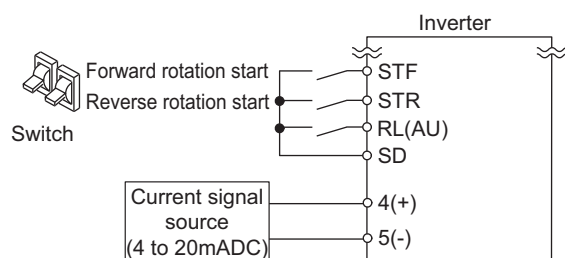 Inverter
Forward rotation start
STF
Reverse rotation start
STR
Switch
RL(AU)
SD
Current signal
source
(4 to 20mADC)
4(+)
5(-)